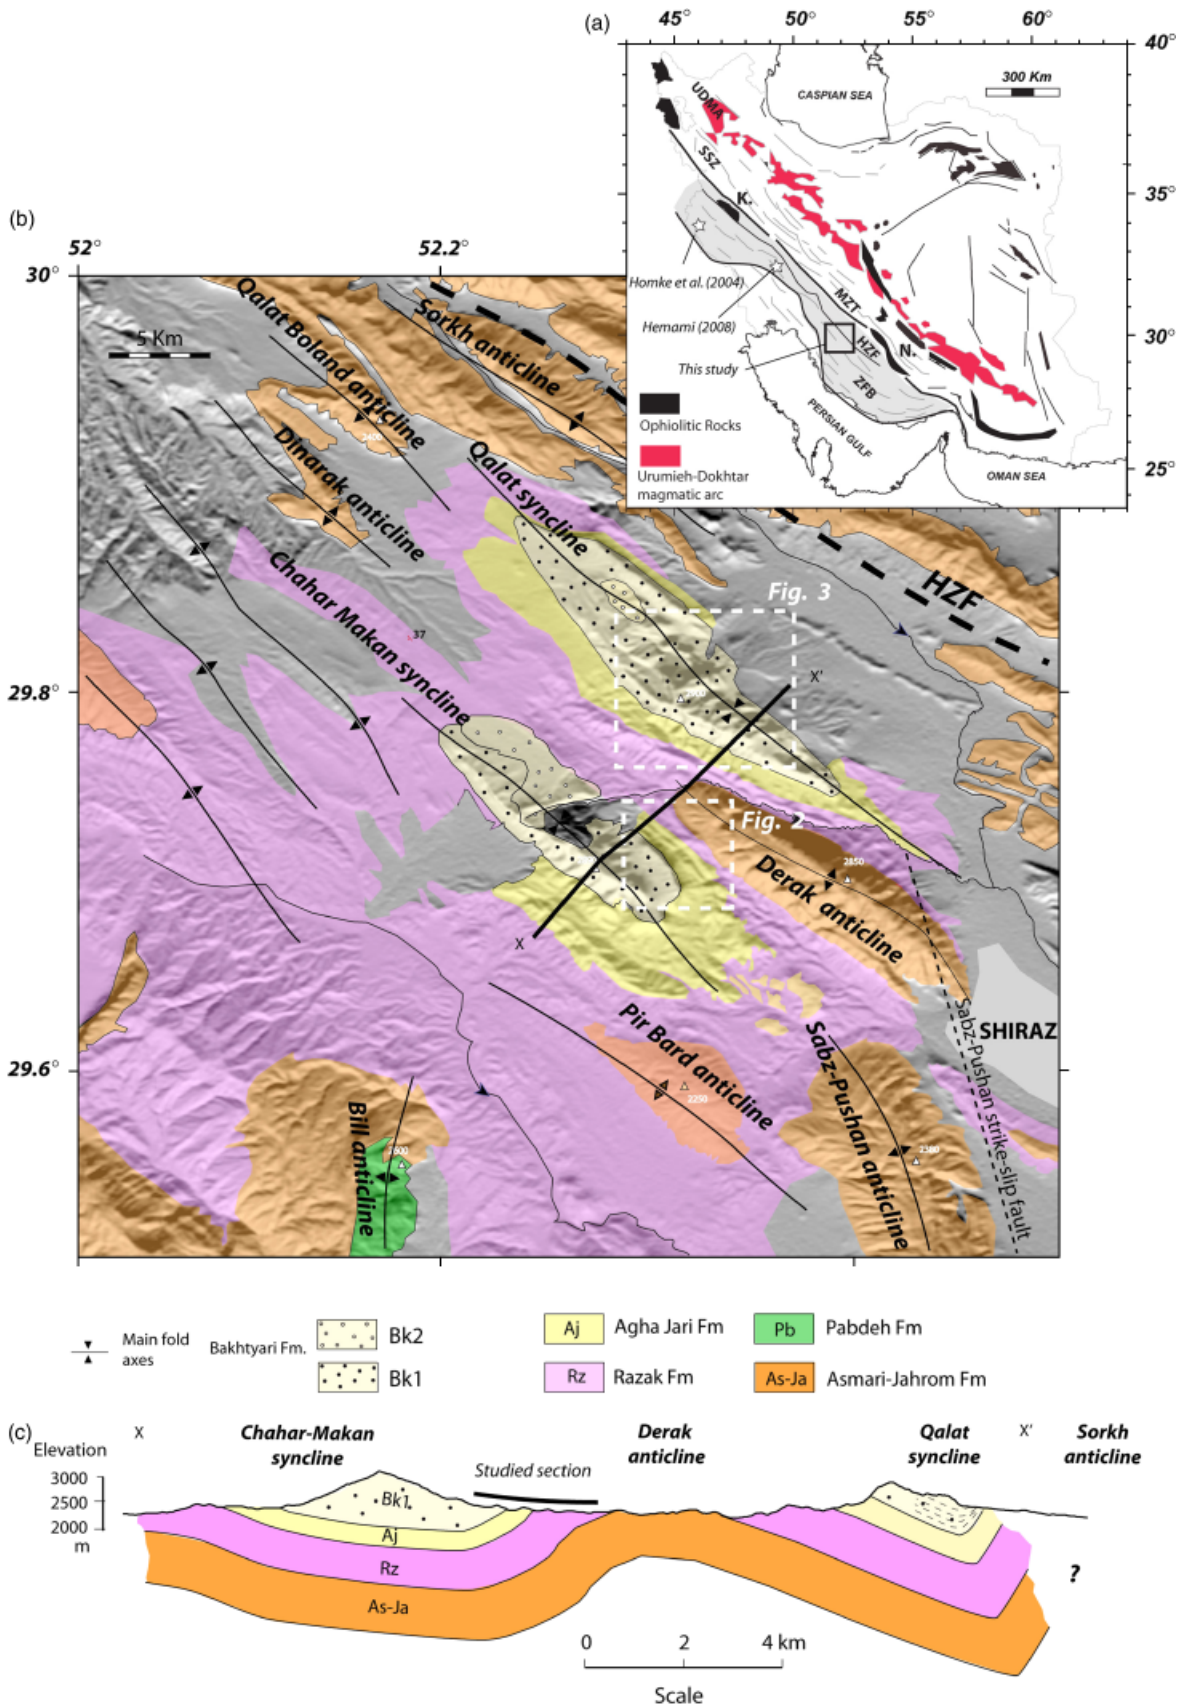 (a)
45°
50°
55°
60°
40°
35°
30°
25°
300 Km
CASPIAN SEA
UDMA
SSZ
K.
Homke et al. (2004)
Hemami (2008)
This study
MZT
HZF
N.
ZFB
PERSIAN GULF
OMAN SEA
Ophiolitic Rocks
Urumieh-Dokhtar
magmatic arc
(b)
52°
52.2°
30°
29.8°
29.6°
5 Km
Qalat Boland anticline
Sorkh anticline
2400
Dinarak anticline
Qalat syncline
Chahar Makan syncline
37
HZF
Fig. 3
X'
2900
Fig. 2
X
2850
Derak anticline
Pir Bard anticline
2250
Sabz-Pushan anticline
2380
Sabz-Pushan strike-slip fault
SHIRAZ
Bill anticline
Main fold
axes
Bakhtyari Fm.
Bk2
Bk1
Aj
Agha Jari Fm
Rz
Razak Fm
Pb
Pabdeh Fm
As-Ja
Asmari-Jahrom Fm
(c)
X
Elevation
3000
2500
2000
m
Chahar-Makan
syncline
Studied section
Derak
anticline
Qalat
syncline
X'
Sorkh
anticline
Bk1
Aj
Rz
As-Ja
?
0
2
4 km
Scale